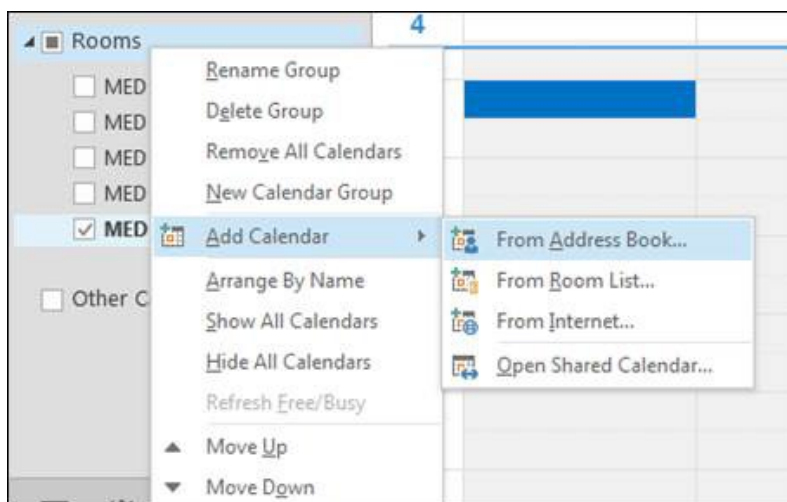 4
Rooms
MED
MED
MED
MED
MED
Other C
Rename Group
Delete Group
Remove All Calendars
New Calendar Group
Add Calendar
Arrange By Name
Show All Calendars
Hide All Calendars
Refresh Free/Busy
Move Up
Move Down
From Address Book...
From Room List...
From Internet...
Open Shared Calendar...